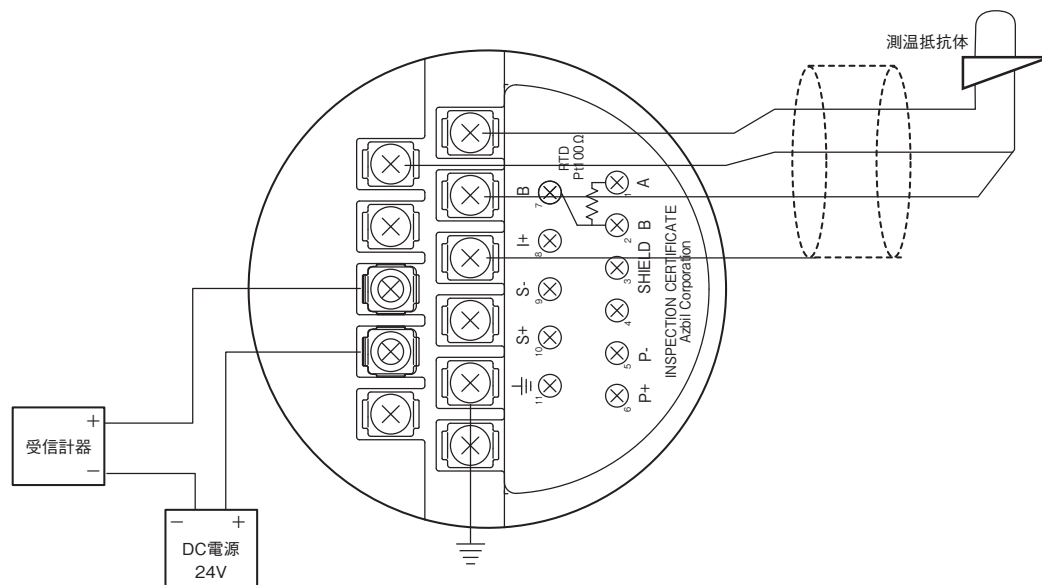 測温抵抗体
RTD
Pt100Ω
B
7
I+
8
S-
9
S+
10
11
A
1
B
2
SHIELD
3
4
P-
5
P+
6
INSPECTION CERTIFICATE
Azbil Corporation
+
受信計器
−
− +
DC電源
24V